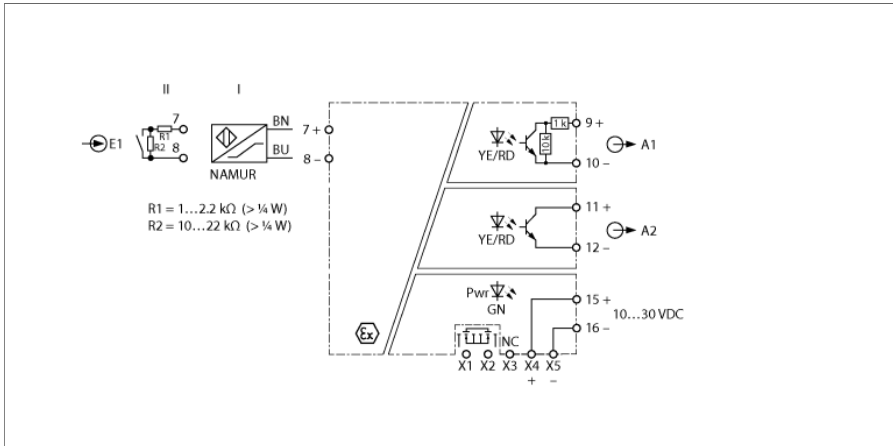 II
I
E1
7
8
R1
R2
BN
BU
7 +
8 –
NAMUR
R1 = 1...2.2 kΩ (> ¼ W)
R2 = 10...22 kΩ (> ¼ W)
1 k
10 k
YE/RD
9 +
10 –
A1
YE/RD
11 +
12 –
A2
Pwr
GN
15 +
16 –
10...30 VDC
Ex
NC
X1 X2 X3 X4 X5
+ –